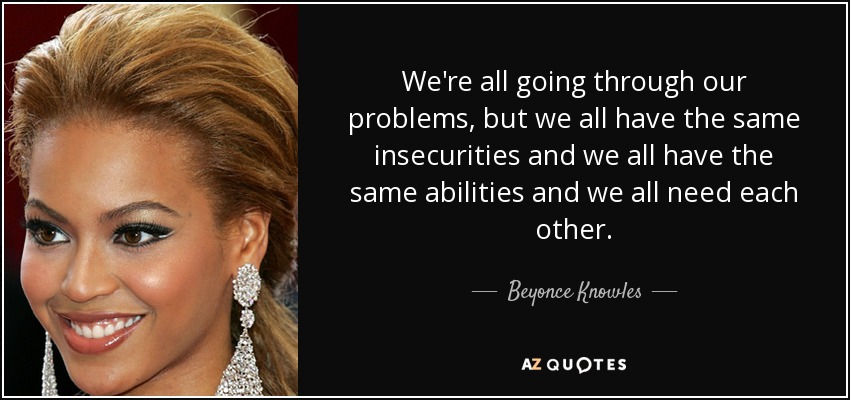 We're all going through our
problems, but we all have the same
insecurities and we all have the
same abilities and we all need each
other.
Beyonce Knowles
AZ QUOTES